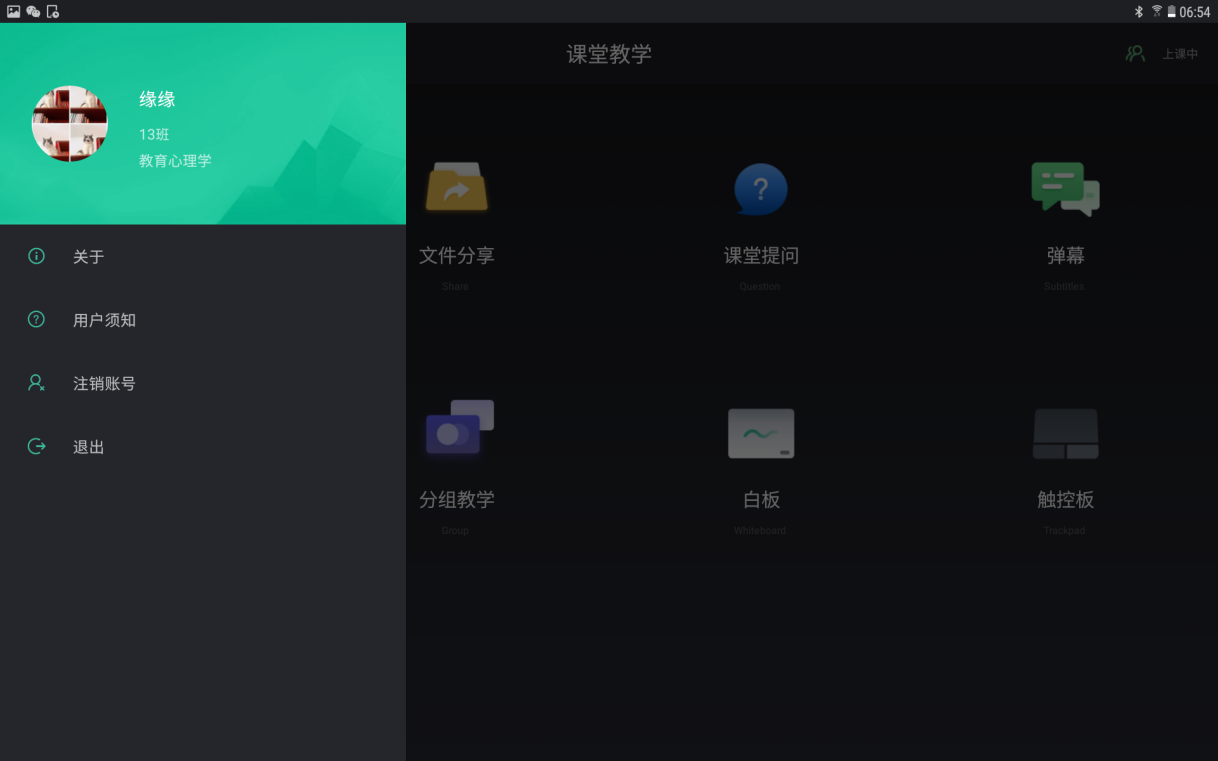 06:54
缘缘
13班
教育心理学
关于
用户须知
注销账号
退出
课堂教学
上课中
文件分享
Share
课堂提问
Question
弹幕
Subtitles
分组教学
Group
白板
Whiteboard
触控板
Trackpad